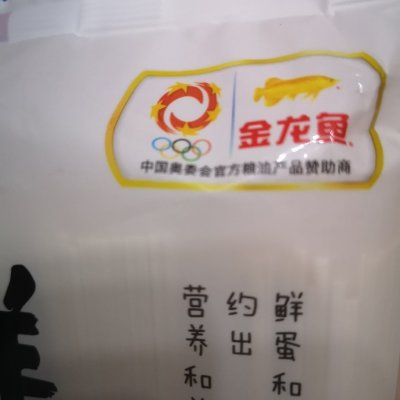 金龙鱼
中国奥委会官方粮油产品赞助商
鲜蛋和
约出
营养和